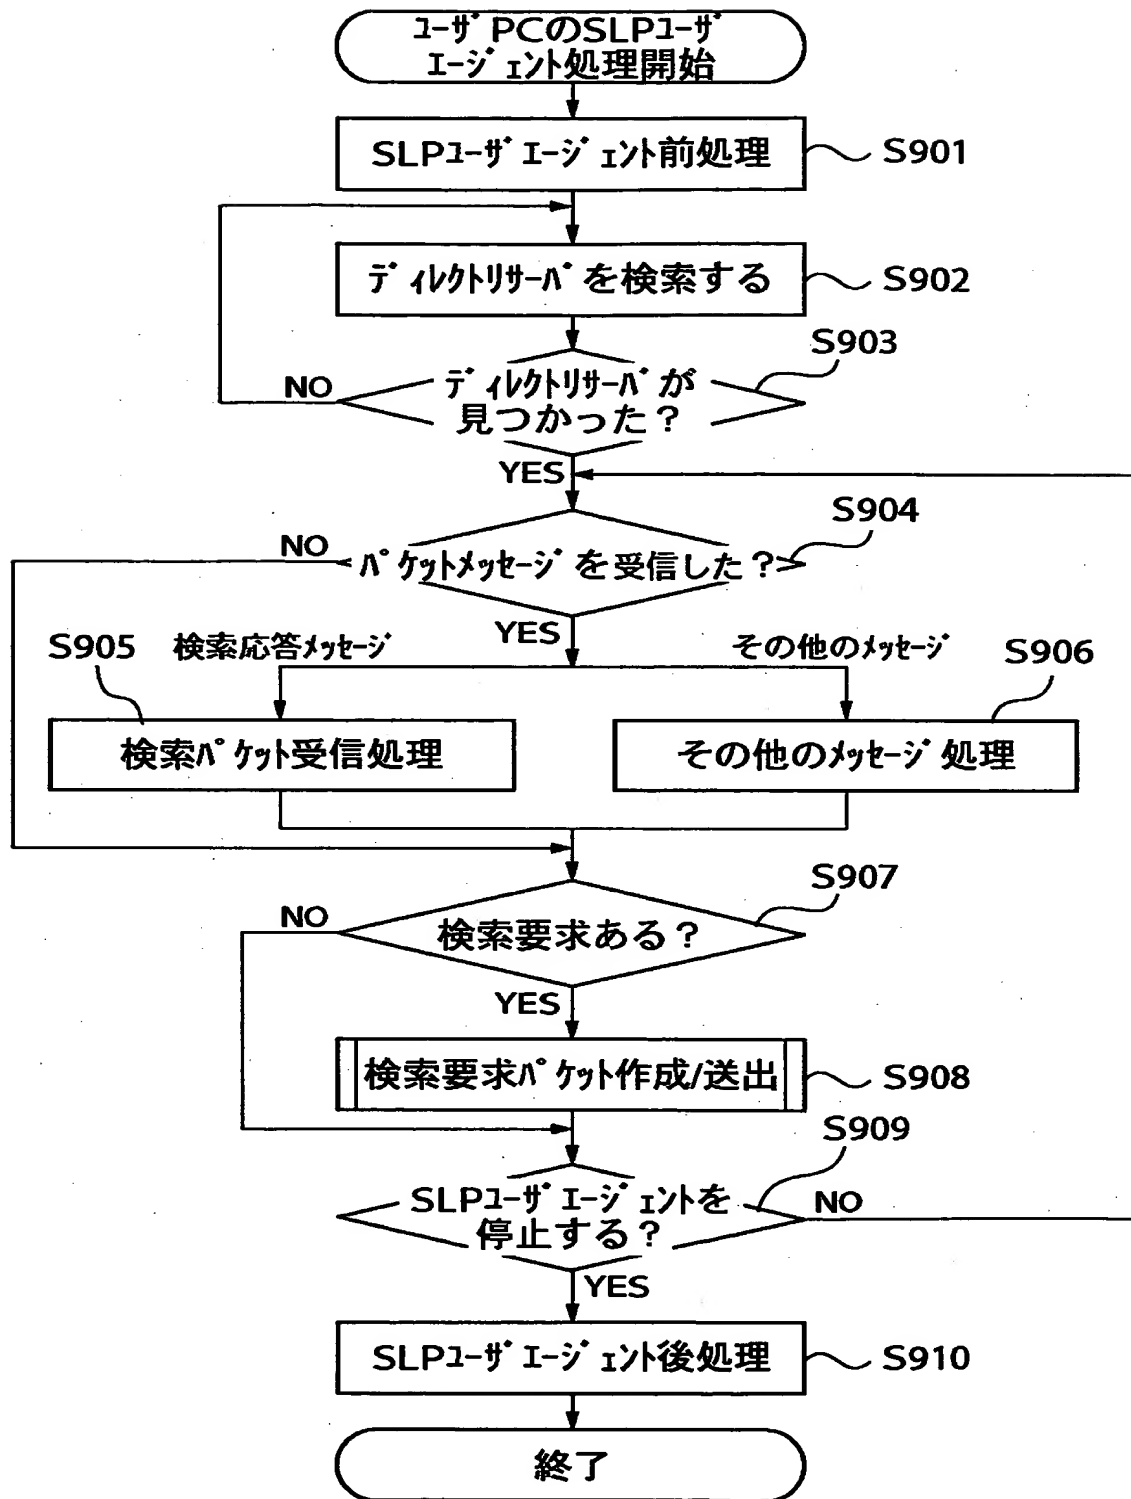 ユーザPCのSLPユーザ
エージェント処理開始
SLPユーザエージェント前処理
S901
ディレクトリサーバを検索する
S902
S903
ディレクトリサーバが
見つかった？
NO
YES
S904
NO
パケットメッセージを受信した？
YES
S905
検索応答メッセージ
その他のメッセージ
S906
検索パケット受信処理
その他のメッセージ処理
S907
NO
検索要求ある？
YES
検索要求パケット作成/送出
S908
S909
SLPユーザエージェントを
停止する？
NO
YES
SLPユーザエージェント後処理
S910
終了